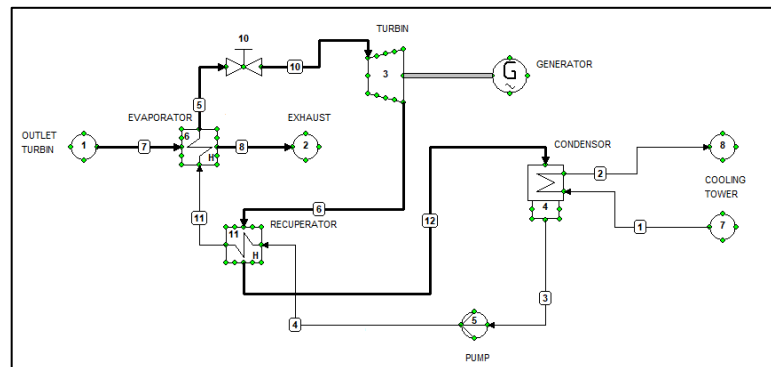 TURBIN
10
10
3
G
GENERATOR
5
EVAPORATOR
EXHAUST
CONDENSOR
OUTLET
TURBIN
1
7
6
H
8
2
2
8
COOLING
TOWER
4
11
6
12
1
7
RECUPERATOR
11
H
3
4
5
PUMP